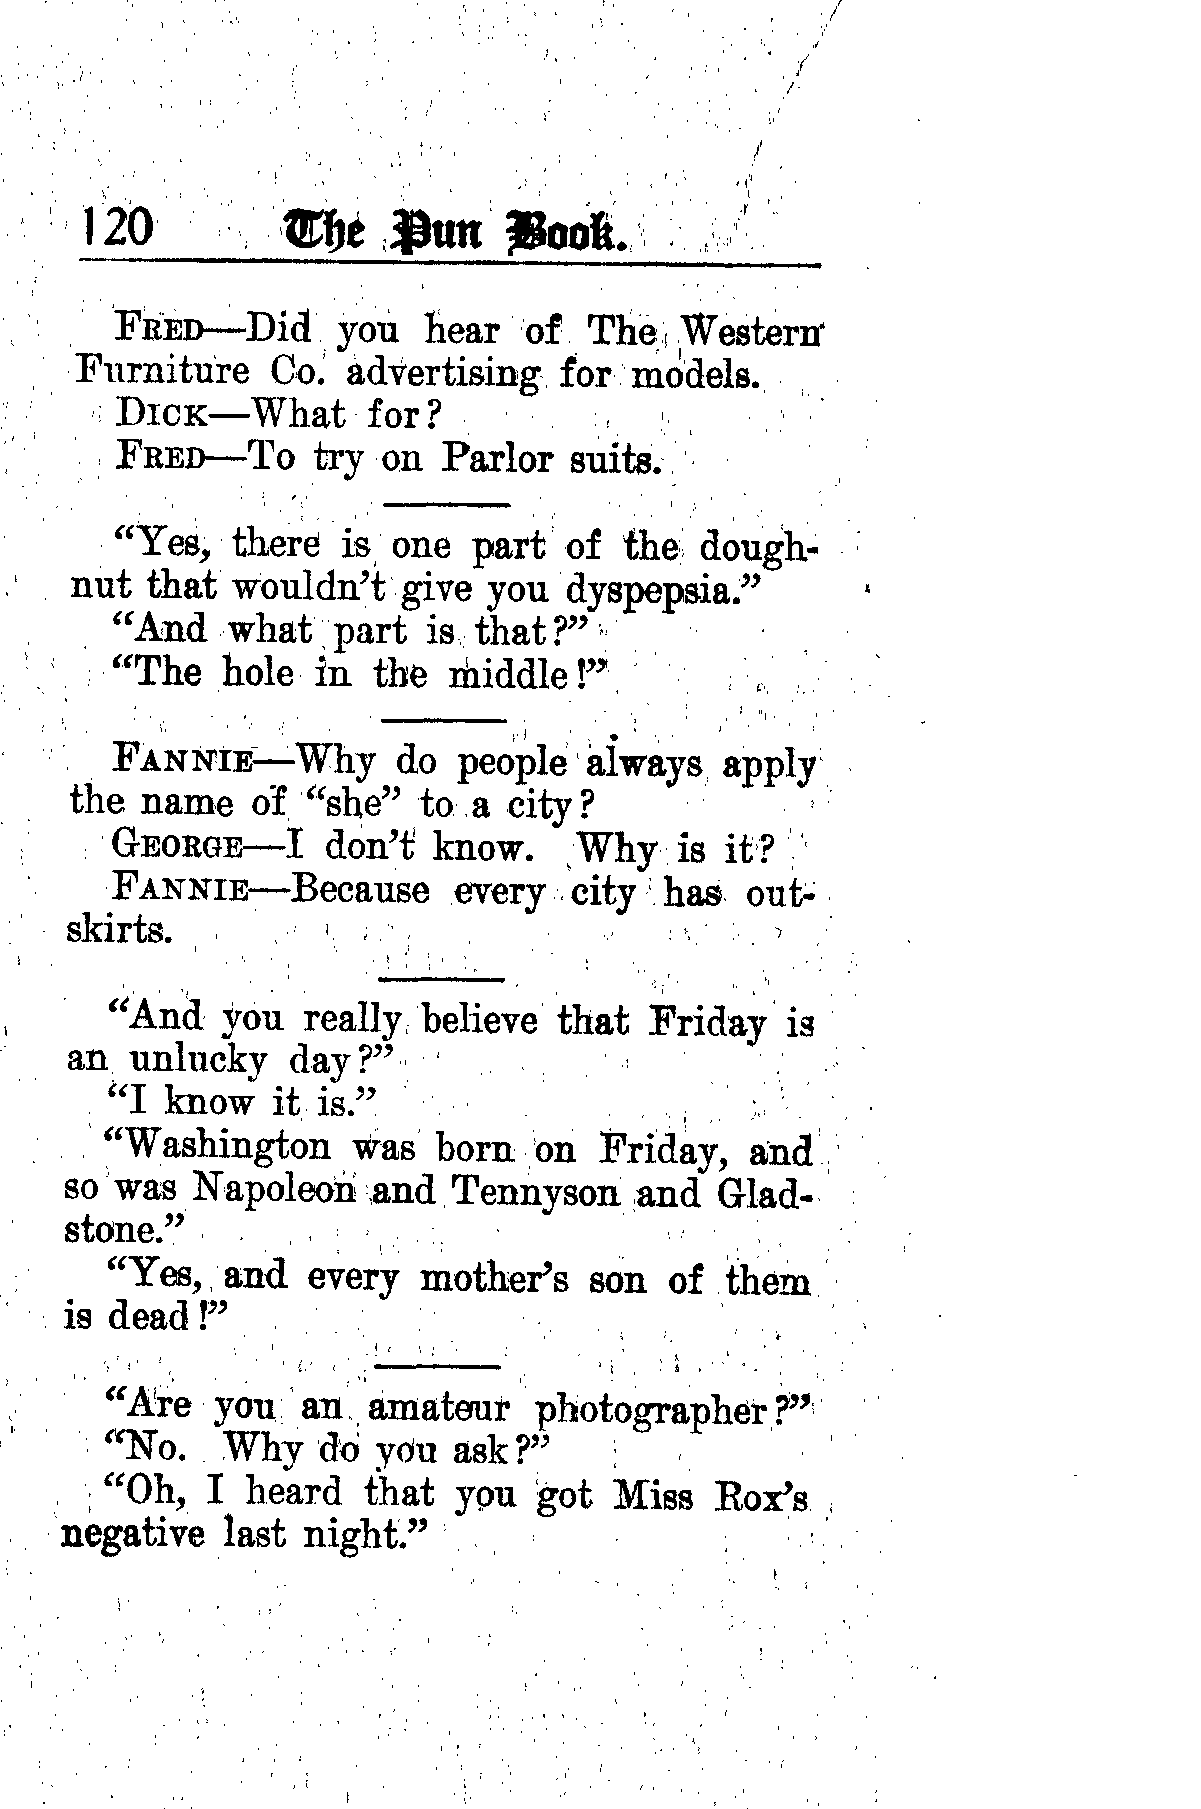 120 The Pun Book.
FRED—Did you hear of The Western
Furniture Co. advertising for models.
DICK—What for?
FRED—To try on Parlor suits.
“Yes, there is one part of the dough-
nut that wouldn’t give you dyspepsia.”
“And what part is that?”
“The hole in the middle!”
FANNIE—Why do people always apply
the name of “she” to a city?
GEORGE—I don’t know. Why is it?
FANNIE—Because every city has out-
skirts.
“And you really believe that Friday is
an unlucky day?”
“I know it is.”
“Washington was born on Friday, and
so was Napoleon and Tennyson and Glad-
stone.”
“Yes, and every mother’s son of them
is dead!”
“Are you an amateur photographer?”
“No. Why do you ask?”
“Oh, I heard that you got Miss Rox’s
negative last night.”